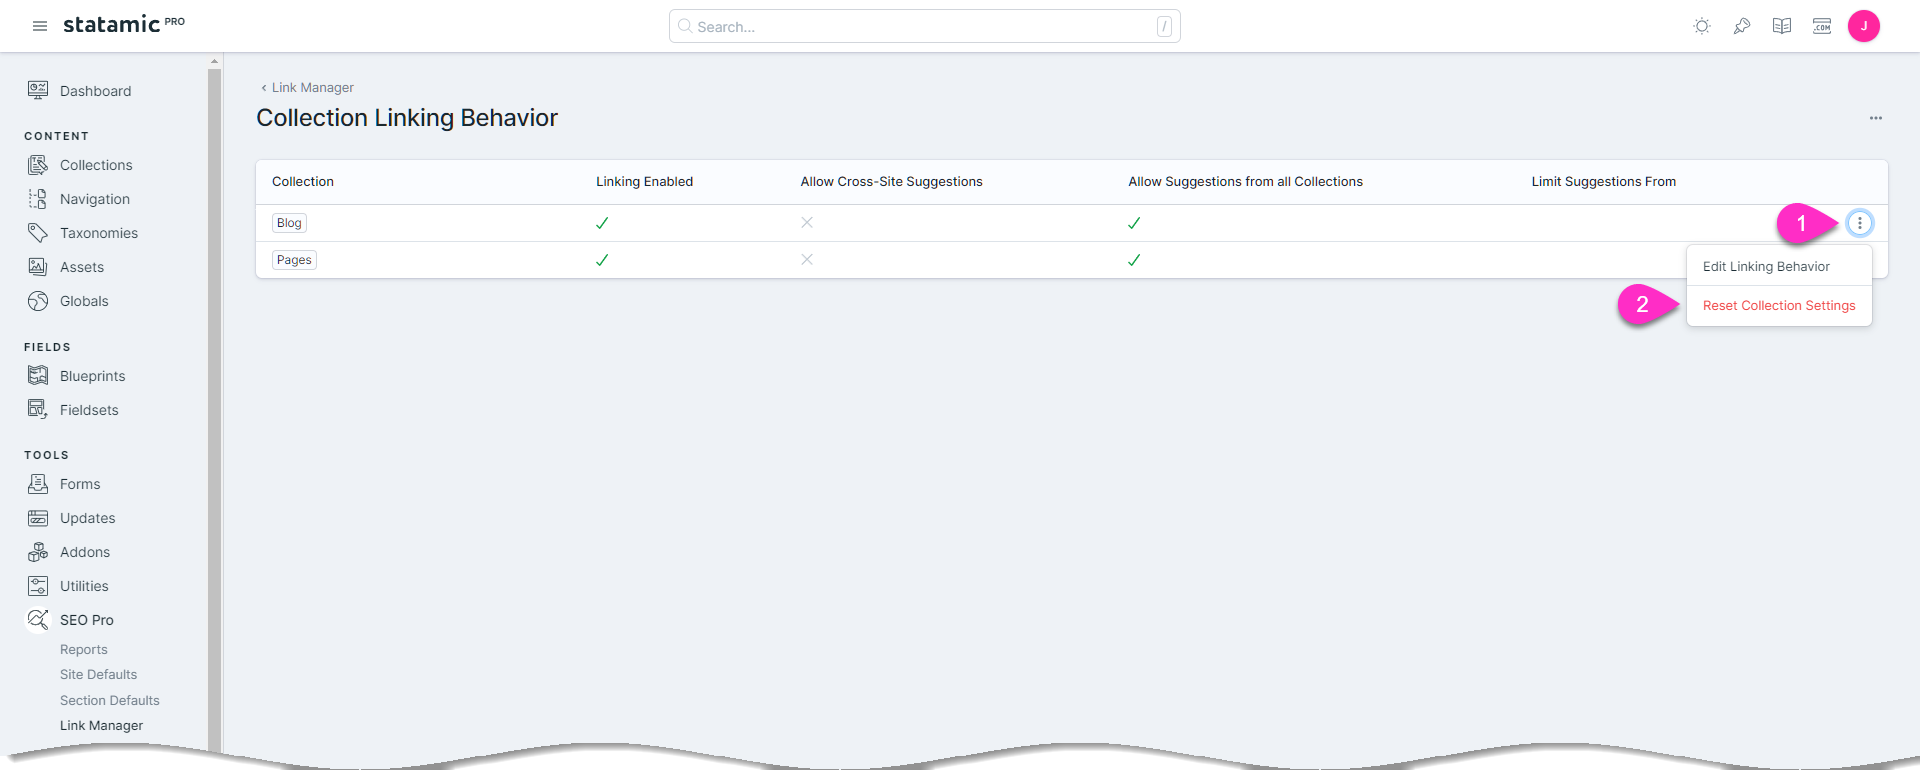 statamic PRO
Search...
/
.COM
J
Dashboard
CONTENT
Collections
Navigation
Taxonomies
Assets
Globals
FIELDS
Blueprints
Fieldsets
TOOLS
Forms
Updates
Addons
Utilities
SEO Pro
Reports
Site Defaults
Section Defaults
Link Manager
‹ Link Manager
Collection Linking Behavior
Collection Linking Enabled Allow Cross-Site Suggestions Allow Suggestions from all Collections Limit Suggestions From
Blog
1
Pages
Edit Linking Behavior
2
Reset Collection Settings